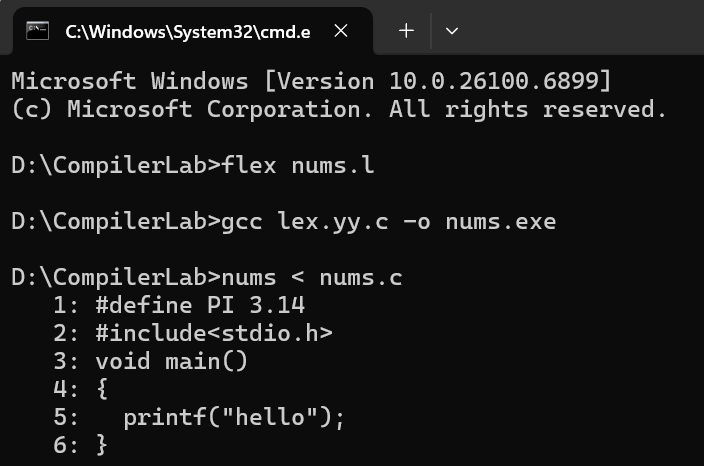 C:\Windows\System32\cmd.e
Microsoft Windows [Version 10.0.26100.6899]
(c) Microsoft Corporation. All rights reserved.
D:\CompilerLab>flex nums.l
D:\CompilerLab>gcc lex.yy.c -o nums.exe
D:\CompilerLab>nums < nums.c
   1: #define PI 3.14
   2: #include<stdio.h>
   3: void main()
   4: {
   5:   printf("hello");
   6: }